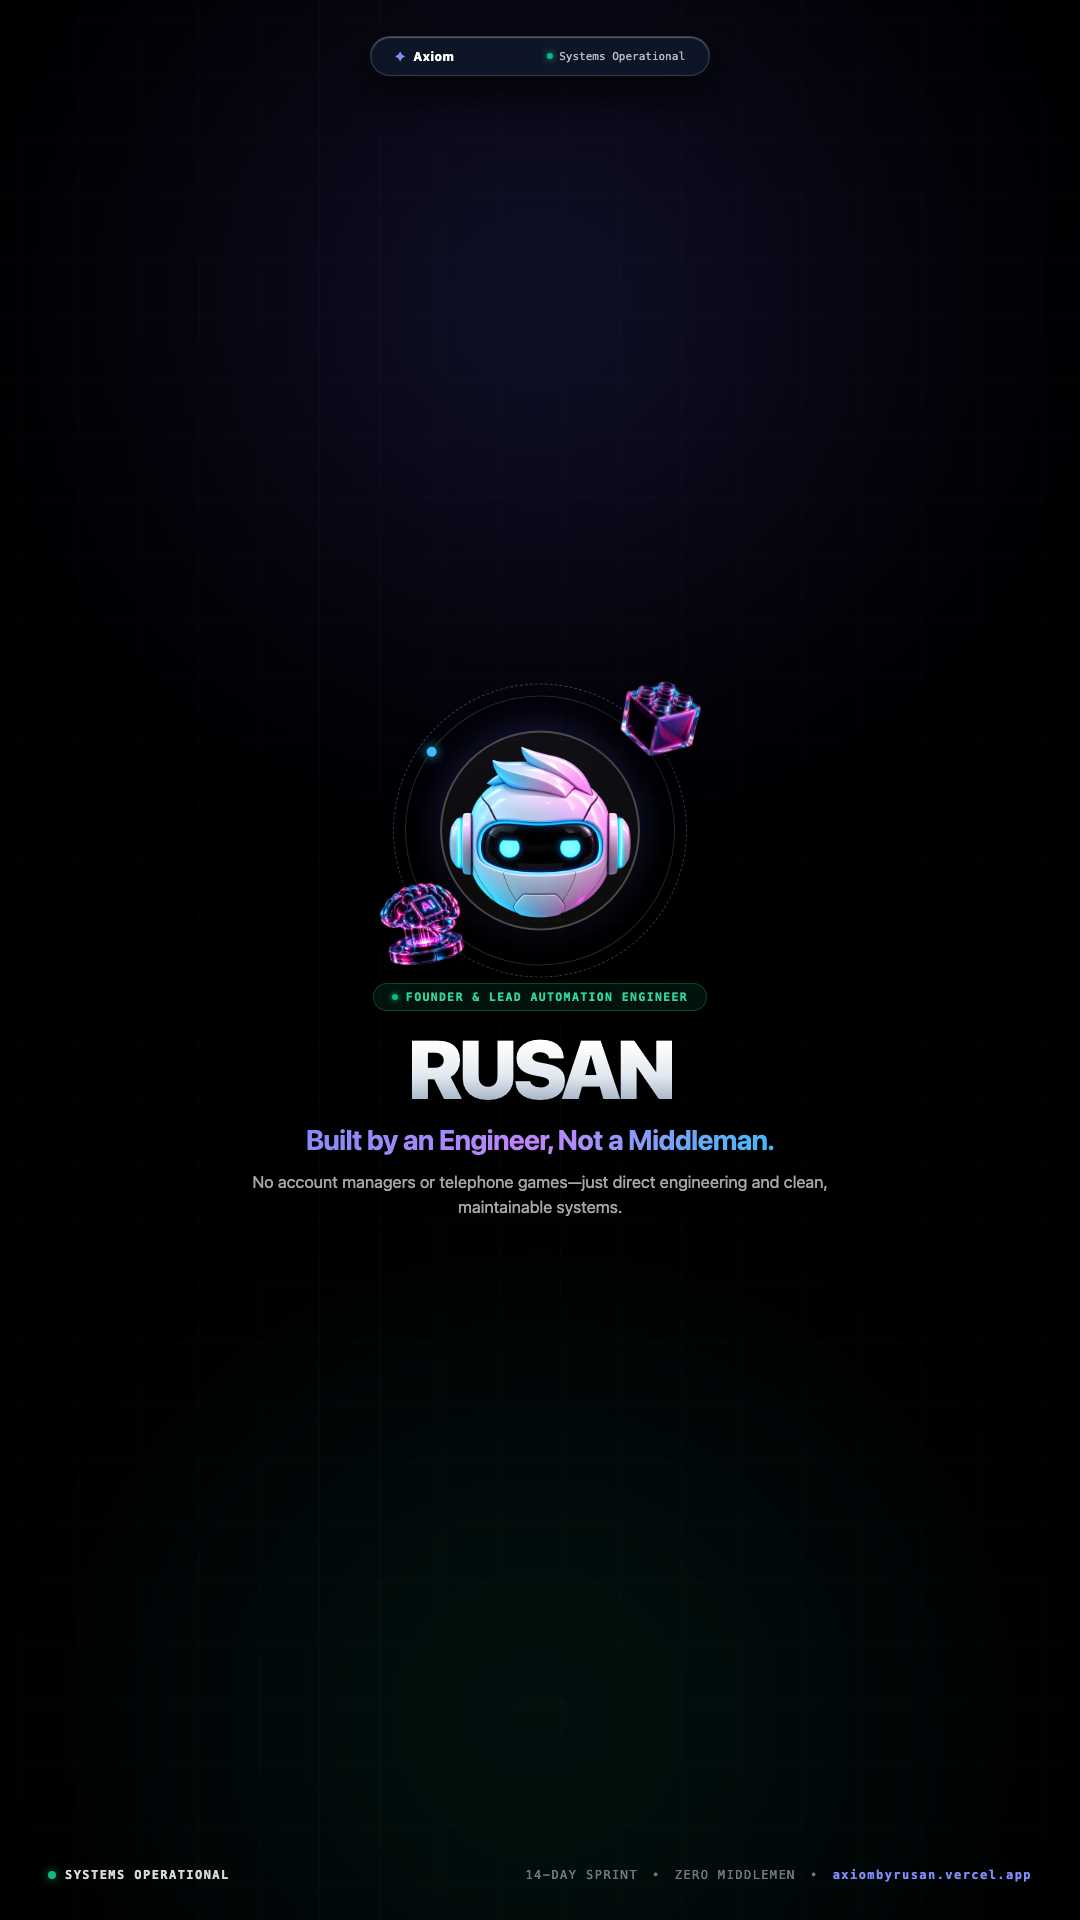 Axiom
Systems Operational
AI
FOUNDER & LEAD AUTOMATION ENGINEER
RUSAN
Built by an Engineer, Not a Middleman.
No account managers or telephone games—just direct engineering and clean,
maintainable systems.
SYSTEMS OPERATIONAL
14-DAY SPRINT • ZERO MIDDLEMEN • axiombyrusan.vercel.app